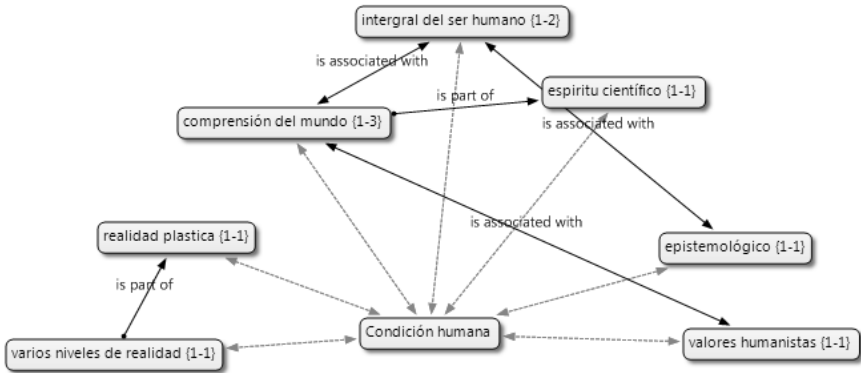 intergral del ser humano {1-2}
is associated with
espiritu científico {1-1}
is part of
comprensión del mundo {1-3}
is associated with
is associated with
realidad plastica {1-1}
epistemológico {1-1}
is part of
Condición humana
varios niveles de realidad {1-1}
valores humanistas {1-1}